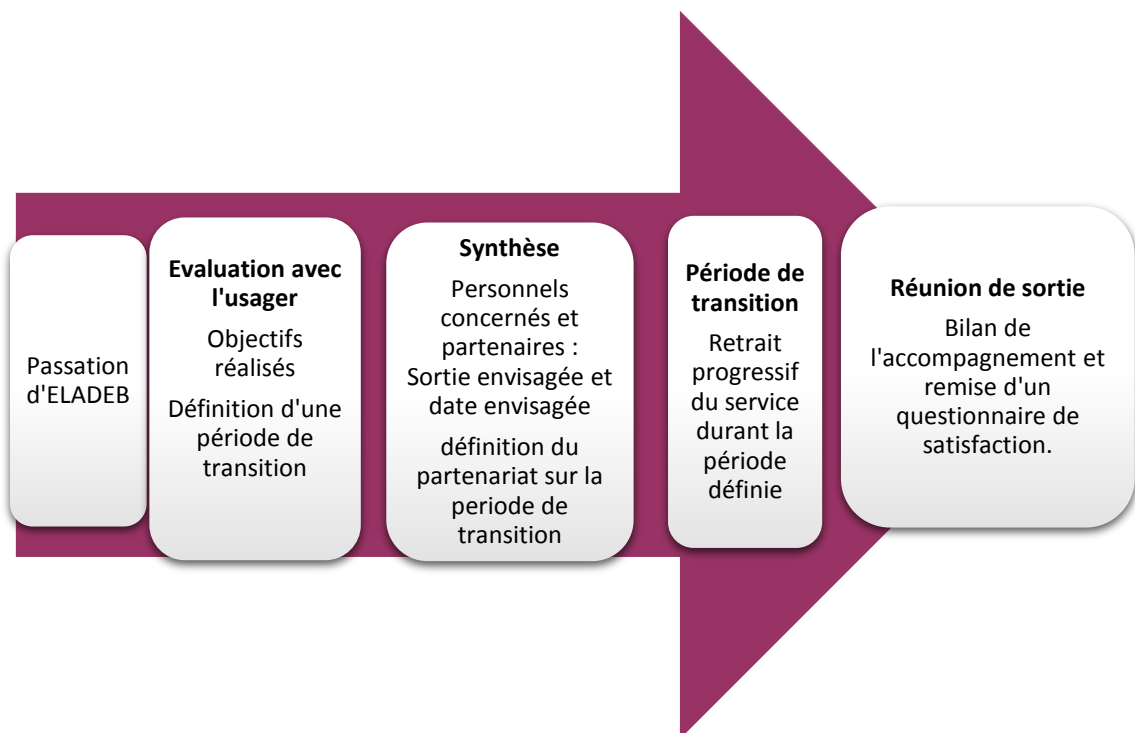 Passation
d'ELADEB
Evaluation avec
l'usager
Objectifs
réalisés
Définition d'une
période de
transition
Synthèse
Personnels
concernés et
partenaires :
Sortie envisagée et
date envisagée
définition du
partenariat sur la
periode de
transition
Période de
transition
Retrait
progressif
du service
durant la
période
définie
Réunion de sortie
Bilan de
l'accompagnement et
remise d'un
questionnaire de
satisfaction.